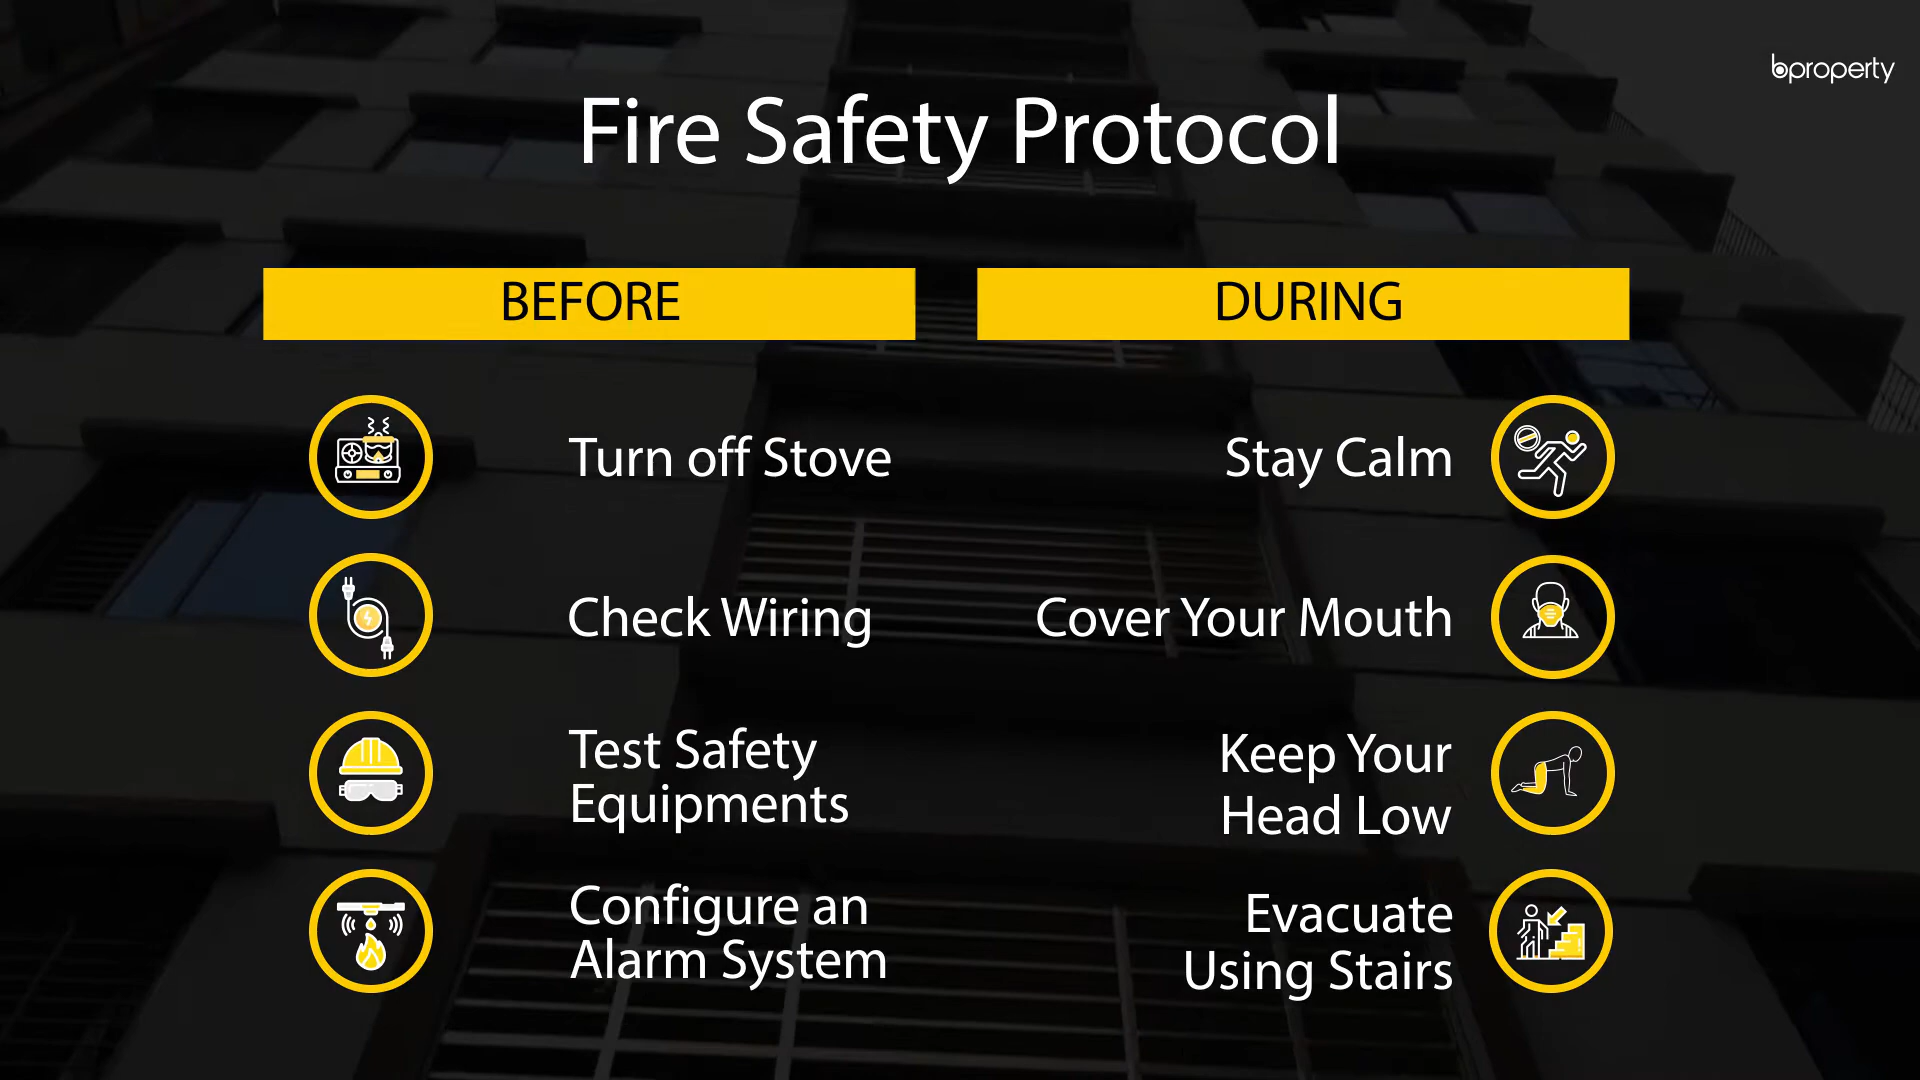 bproperty
Fire Safety Protocol
BEFORE
Turn off Stove
Check Wiring
Test Safety
Equipments
Configure an
Alarm System
DURING
Stay Calm
Cover Your Mouth
Keep Your
Head Low
Evacuate
Using Stairs